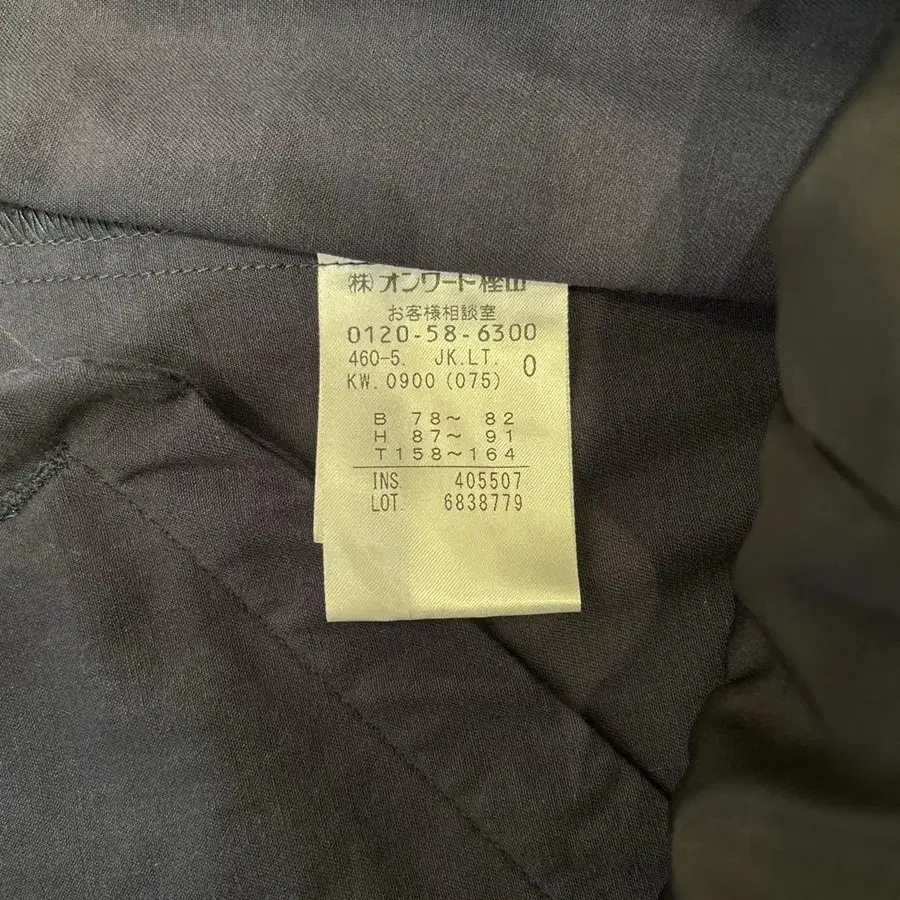 (株)オンワード樫山
お客様相談室
0120-58-6300
460-5. JK.LT. 0
KW. 0900 (075)
B 78~ 82
H 87~ 91
T158~164
INS. 405507
LOT. 6838779